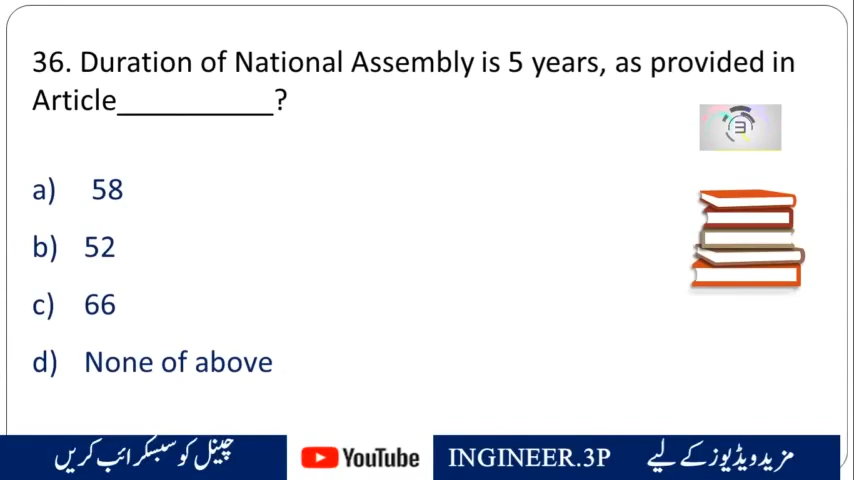 36. Duration of National Assembly is 5 years, as provided in
Article__________?
a) 58
b) 52
c) 66
d) None of above
چینل کو سبسکرائب کریں YouTube INGINEER.3P مزید ویڈیوز کے لیے